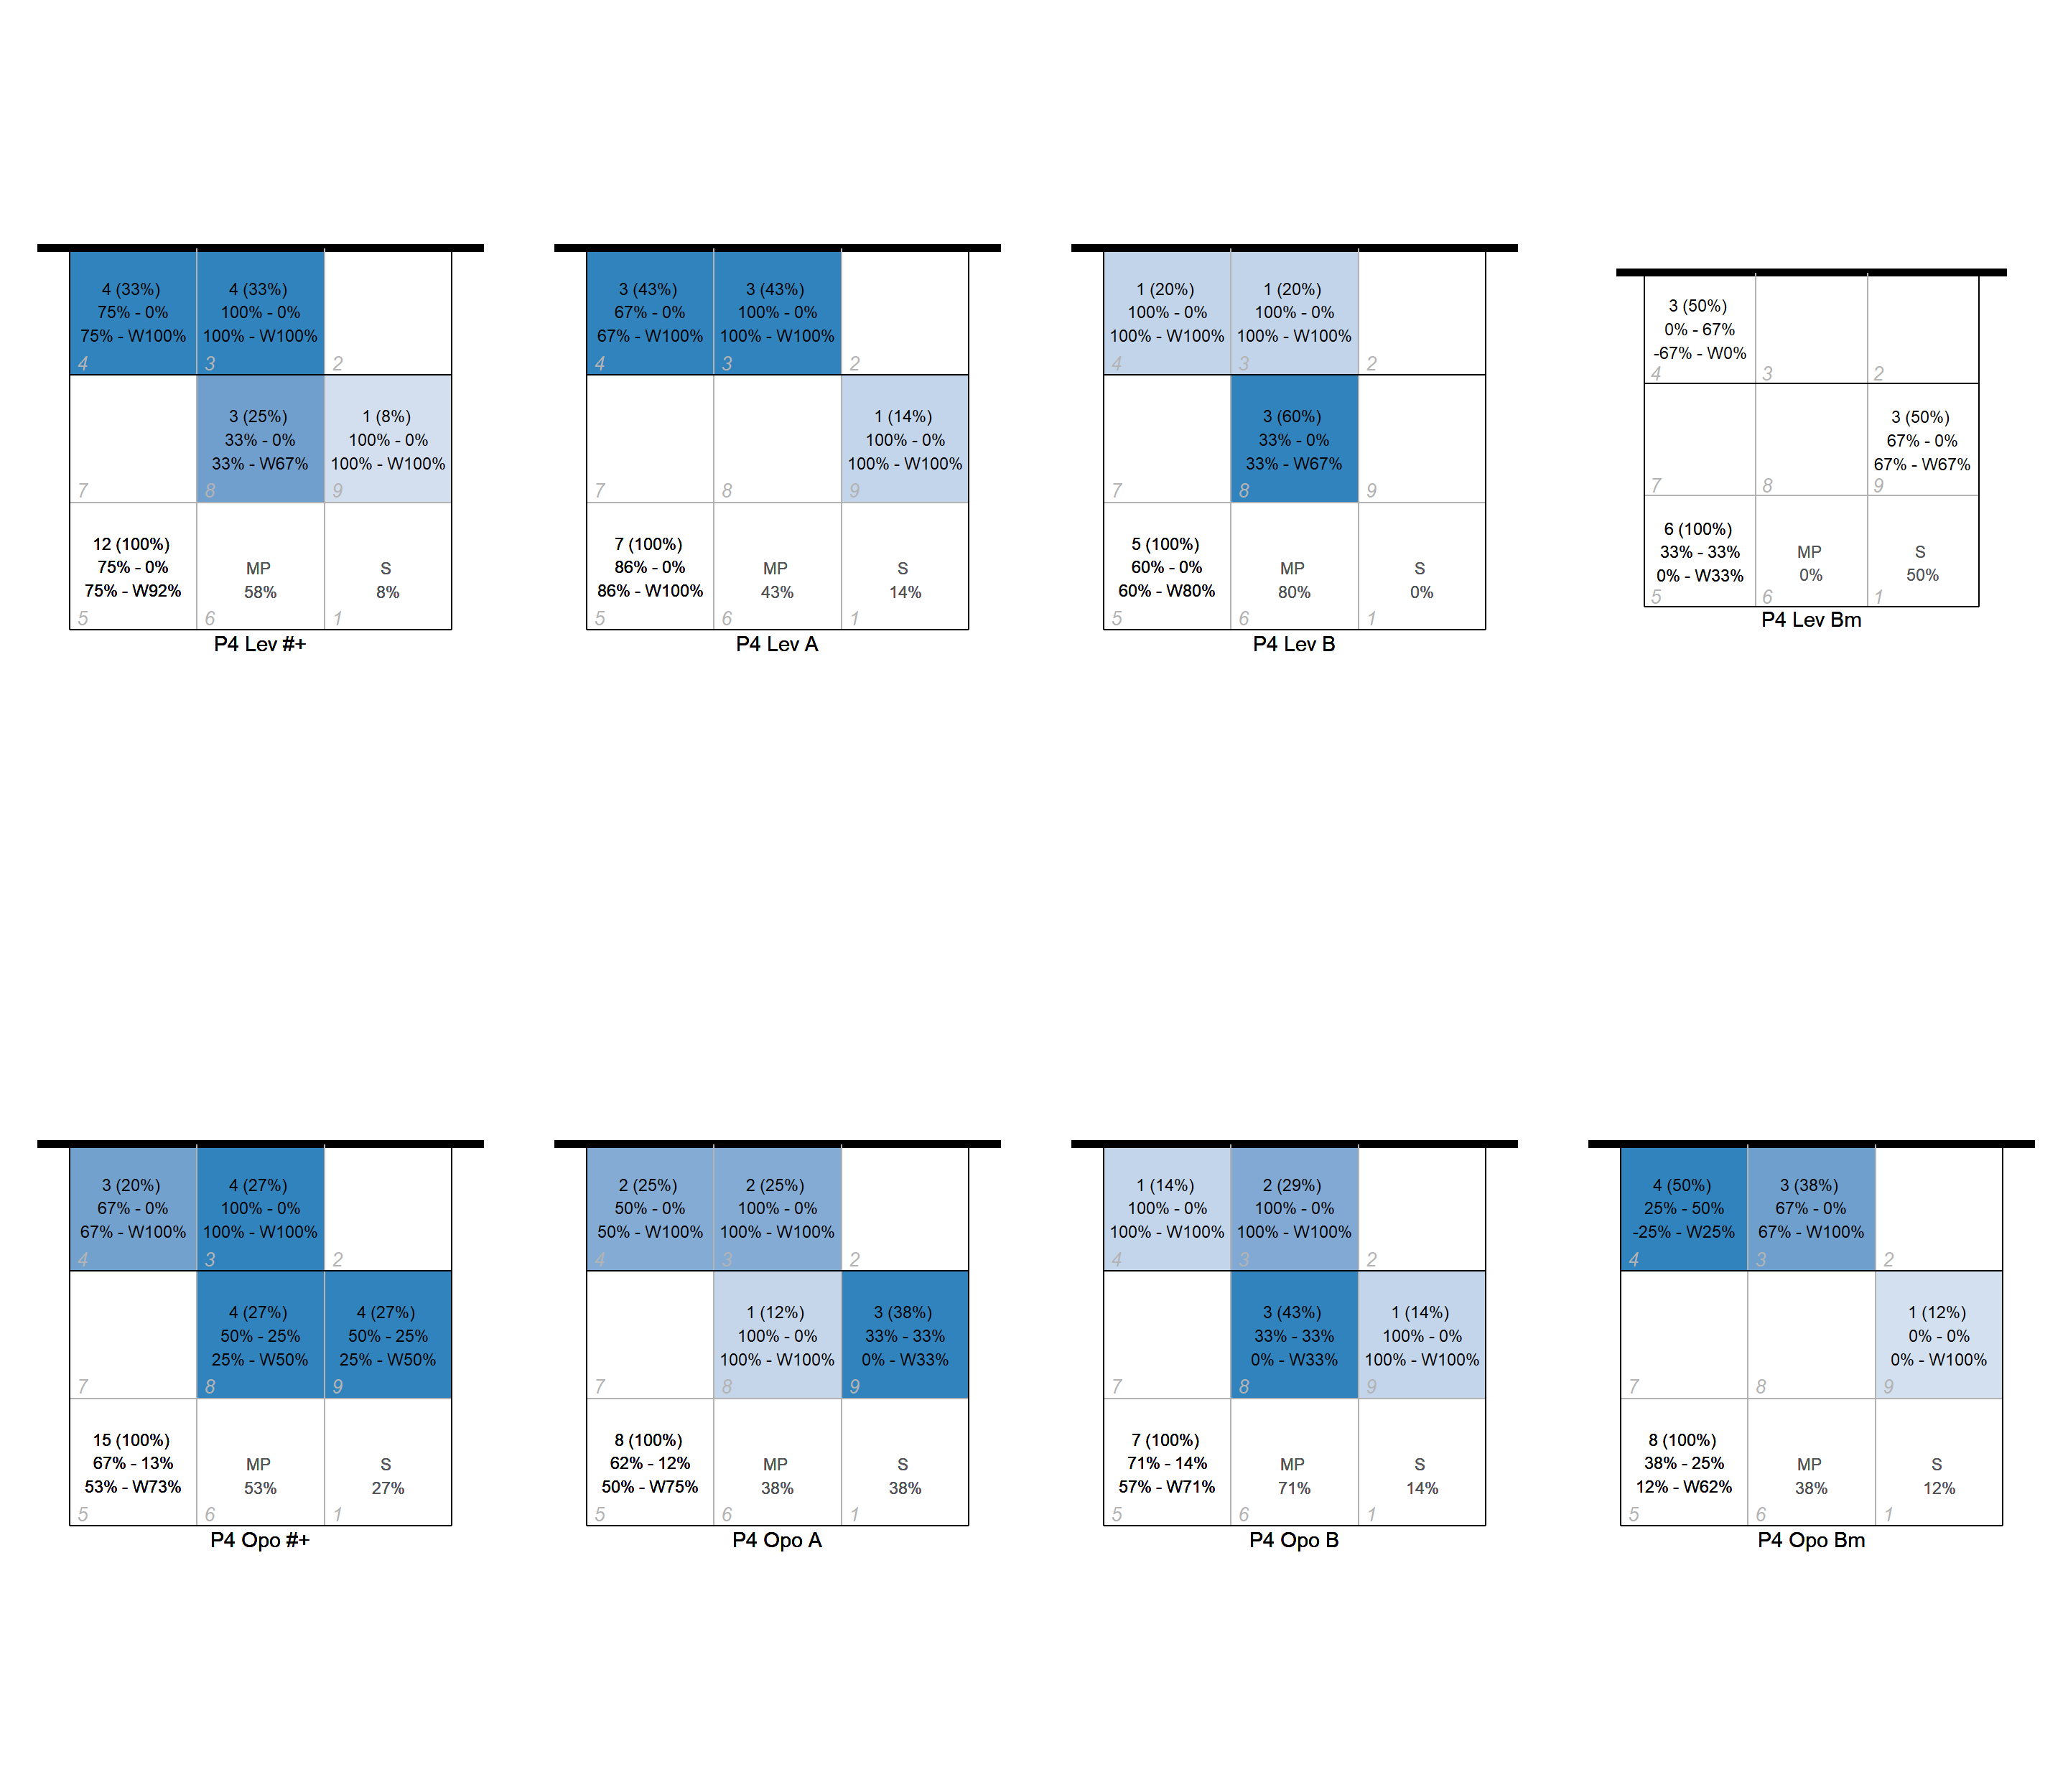 4 (33%)
75% - 0%
75% - W100%
4
4 (33%)
100% - 0%
100% - W100%
3
2
7
3 (25%)
33% - 0%
33% - W67%
8
1 (8%)
100% - 0%
100% - W100%
9
12 (100%)
75% - 0%
75% - W92%
5
MP
58%
6
S
8%
1
P4 Lev #+
3 (43%)
67% - 0%
67% - W100%
4
3 (43%)
100% - 0%
100% - W100%
3
2
7
8
1 (14%)
100% - 0%
100% - W100%
9
7 (100%)
86% - 0%
86% - W100%
5
MP
43%
6
S
14%
1
P4 Lev A
1 (20%)
100% - 0%
100% - W100%
4
1 (20%)
100% - 0%
100% - W100%
3
2
7
3 (60%)
33% - 0%
33% - W67%
8
9
5 (100%)
60% - 0%
60% - W80%
5
MP
80%
6
S
0%
1
P4 Lev B
3 (50%)
0% - 67%
-67% - W0%
4
3
2
7
8
3 (50%)
67% - 0%
67% - W67%
9
6 (100%)
33% - 33%
0% - W33%
5
MP
0%
6
S
50%
1
P4 Lev Bm
3 (20%)
67% - 0%
67% - W100%
4
4 (27%)
100% - 0%
100% - W100%
3
2
7
4 (27%)
50% - 25%
25% - W50%
8
4 (27%)
50% - 25%
25% - W50%
9
15 (100%)
67% - 13%
53% - W73%
5
MP
53%
6
S
27%
1
P4 Opo #+
2 (25%)
50% - 0%
50% - W100%
4
2 (25%)
100% - 0%
100% - W100%
3
2
7
1 (12%)
100% - 0%
100% - W100%
8
3 (38%)
33% - 33%
0% - W33%
9
8 (100%)
62% - 12%
50% - W75%
5
MP
38%
6
S
38%
1
P4 Opo A
1 (14%)
100% - 0%
100% - W100%
4
2 (29%)
100% - 0%
100% - W100%
3
2
7
3 (43%)
33% - 33%
0% - W33%
8
1 (14%)
100% - 0%
100% - W100%
9
7 (100%)
71% - 14%
57% - W71%
5
MP
71%
6
S
14%
1
P4 Opo B
4 (50%)
25% - 50%
-25% - W25%
4
3 (38%)
67% - 0%
67% - W100%
3
2
7
8
1 (12%)
0% - 0%
0% - W100%
9
8 (100%)
38% - 25%
12% - W62%
5
MP
38%
6
S
12%
1
P4 Opo Bm